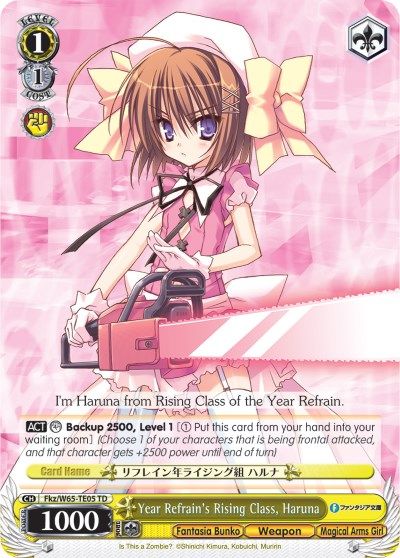 LEVEL
1
1
COST
I'm Haruna from Rising Class of the Year Refrain.
ACT Backup 2500, Level 1 [① Put this card from your hand into your
waiting room] (Choose 1 of your characters that is being frontal attacked,
and that character gets +2500 power until end of turn)
Card Name リフレイン年ライジング組 ハルナ
CH Fkz/W65-TE05 TD
POWER 1000
Year Refrain's Rising Class, Haruna
ファンタジア文庫
Fantasia Bunko Weapon Magical Arms Girl
Is This a Zombie? ©Shinichi Kimura, Kobuichi, Muririn